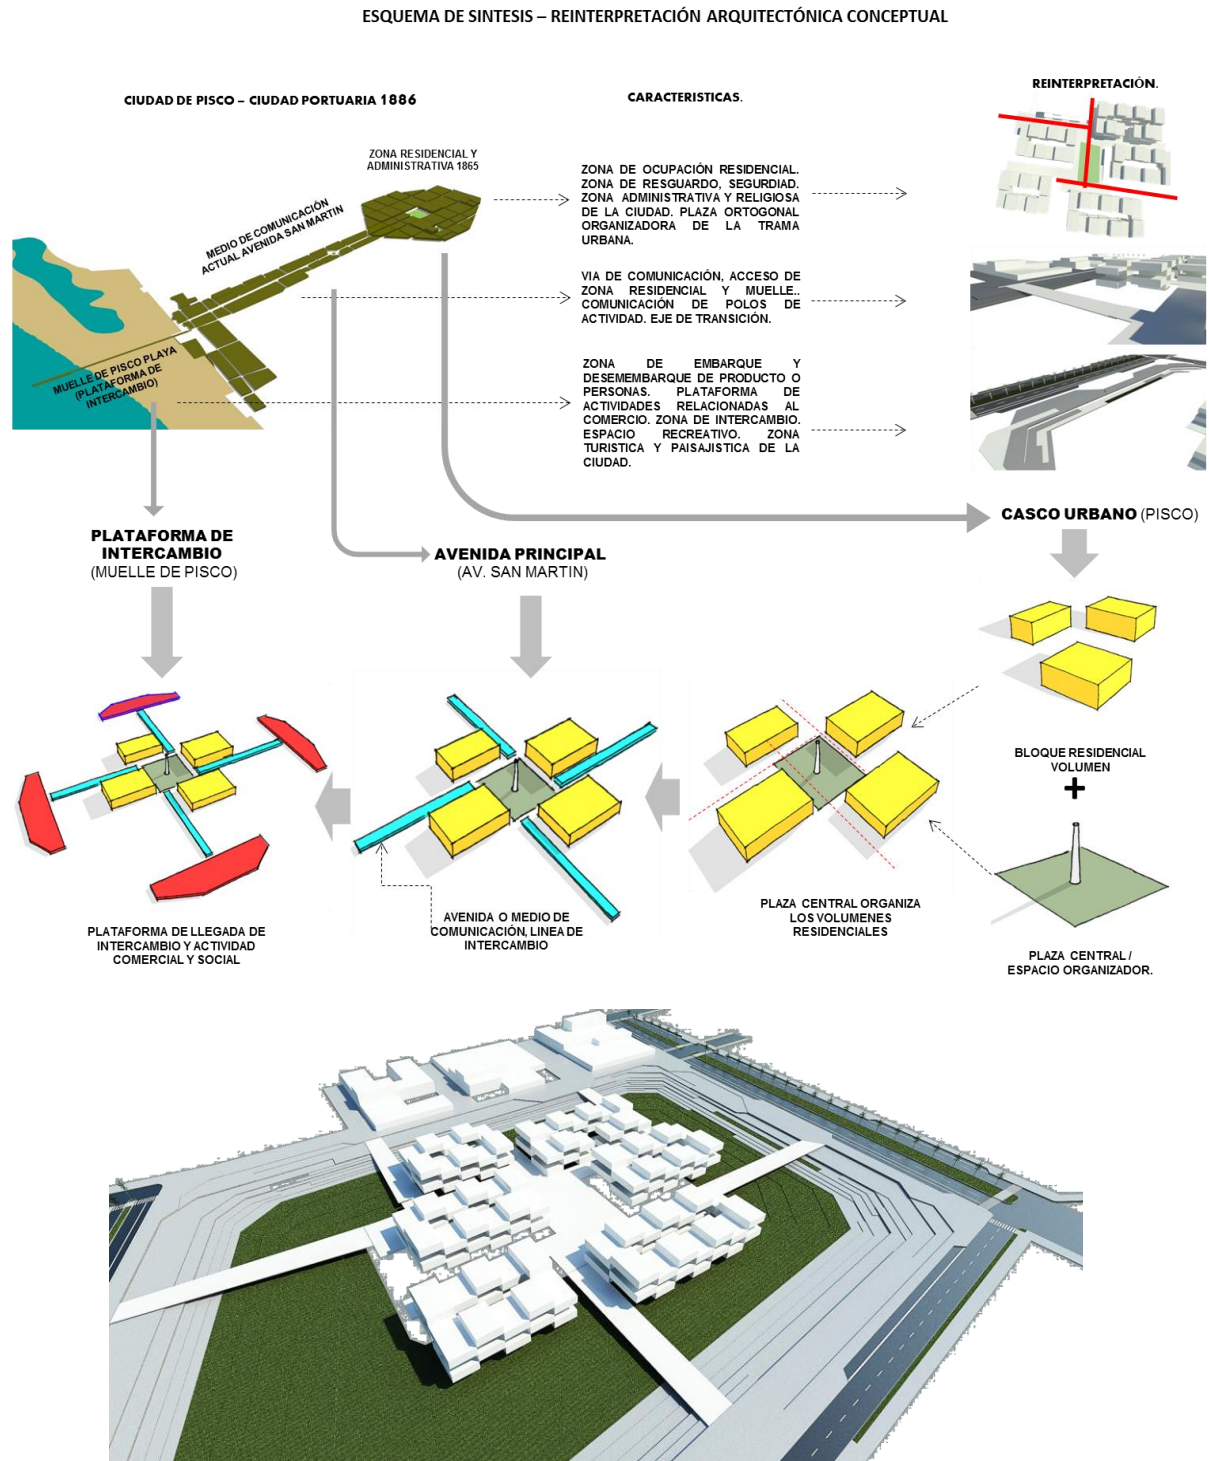 ESQUEMA DE SINTESIS – REINTERPRETACIÓN ARQUITECTÓNICA CONCEPTUAL
CIUDAD DE PISCO – CIUDAD PORTUARIA 1886
CARACTERISTICAS.
REINTERPRETACIÓN.
ZONA RESIDENCIAL Y
ADMINISTRATIVA 1865
MEDIO DE COMUNICACIÓN
ACTUAL AVENIDA SAN MARTIN
MUELLE DE PISCO PLAYA
(PLATAFORMA DE
INTERCAMBIO)
ZONA DE OCUPACIÓN RESIDENCIAL.
ZONA DE RESGUARDO, SEGURDIAD.
ZONA ADMINISTRATIVA Y RELIGIOSA
DE LA CIUDAD. PLAZA ORTOGONAL
ORGANIZADORA DE LA TRAMA
URBANA.
VIA DE COMUNICACIÓN, ACCESO DE
ZONA RESIDENCIAL Y MUELLE..
COMUNICACIÓN DE POLOS DE
ACTIVIDAD. EJE DE TRANSICIÓN.
ZONA DE EMBARQUE Y
DESEMEMBARQUE DE PRODUCTO O
PERSONAS. PLATAFORMA DE
ACTIVIDADES RELACIONADAS AL
COMERCIO. ZONA DE INTERCAMBIO.
ESPACIO RECREATIVO. ZONA
TURISTICA Y PAISAJISTICA DE LA
CIUDAD.
PLATAFORMA DE
INTERCAMBIO
(MUELLE DE PISCO)
AVENIDA PRINCIPAL
(AV. SAN MARTIN)
CASCO URBANO (PISCO)
BLOQUE RESIDENCIAL
VOLUMEN
+
PLAZA CENTRAL /
ESPACIO ORGANIZADOR.
PLAZA CENTRAL ORGANIZA
LOS VOLUMENES
RESIDENCIALES
AVENIDA O MEDIO DE
COMUNICACIÓN, LINEA DE
INTERCAMBIO
PLATAFORMA DE LLEGADA DE
INTERCAMBIO Y ACTIVIDAD
COMERCIAL Y SOCIAL